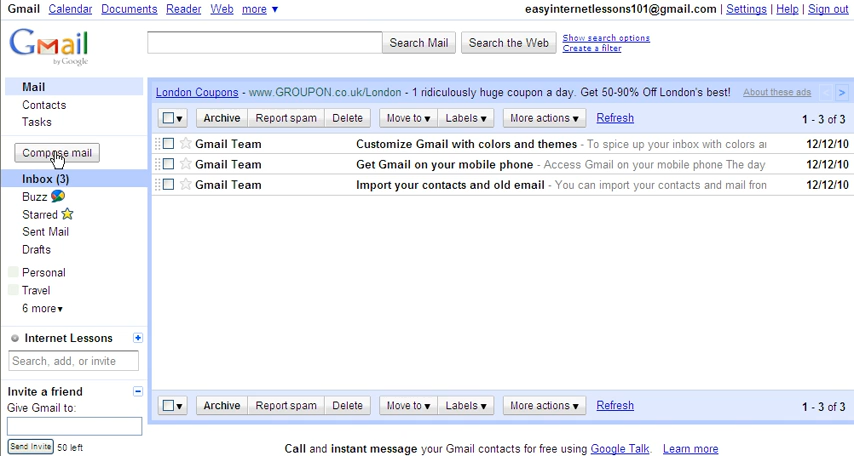 Gmail Calendar Documents Reader Web more ▼ easyinternetlessons101@gmail.com | Settings | Help | Sign out
Gmail by Google
Search Mail Search the Web Show search options
Create a filter
Mail
Contacts
Tasks
Compose mail
Inbox (3)
Buzz
Starred
Sent Mail
Drafts
Personal
Travel
6 more▼
Internet Lessons
Search, add, or invite
Invite a friend
Give Gmail to:
Send Invite 50 left
London Coupons - www.GROUPON.co.uk/London - 1 ridiculously huge coupon a day. Get 50-90% Off London's best! About these ads < >
Archive Report spam Delete Move to ▼ Labels ▼ More actions ▼ Refresh 1 - 3 of 3
Gmail Team Customize Gmail with colors and themes - To spice up your inbox with colors ai 12/12/10
Gmail Team Get Gmail on your mobile phone - Access Gmail on your mobile phone The day 12/12/10
Gmail Team Import your contacts and old email - You can import your contacts and mail fron 12/12/10
Archive Report spam Delete Move to ▼ Labels ▼ More actions ▼ Refresh 1 - 3 of 3
Call and instant message your Gmail contacts for free using Google Talk. Learn more